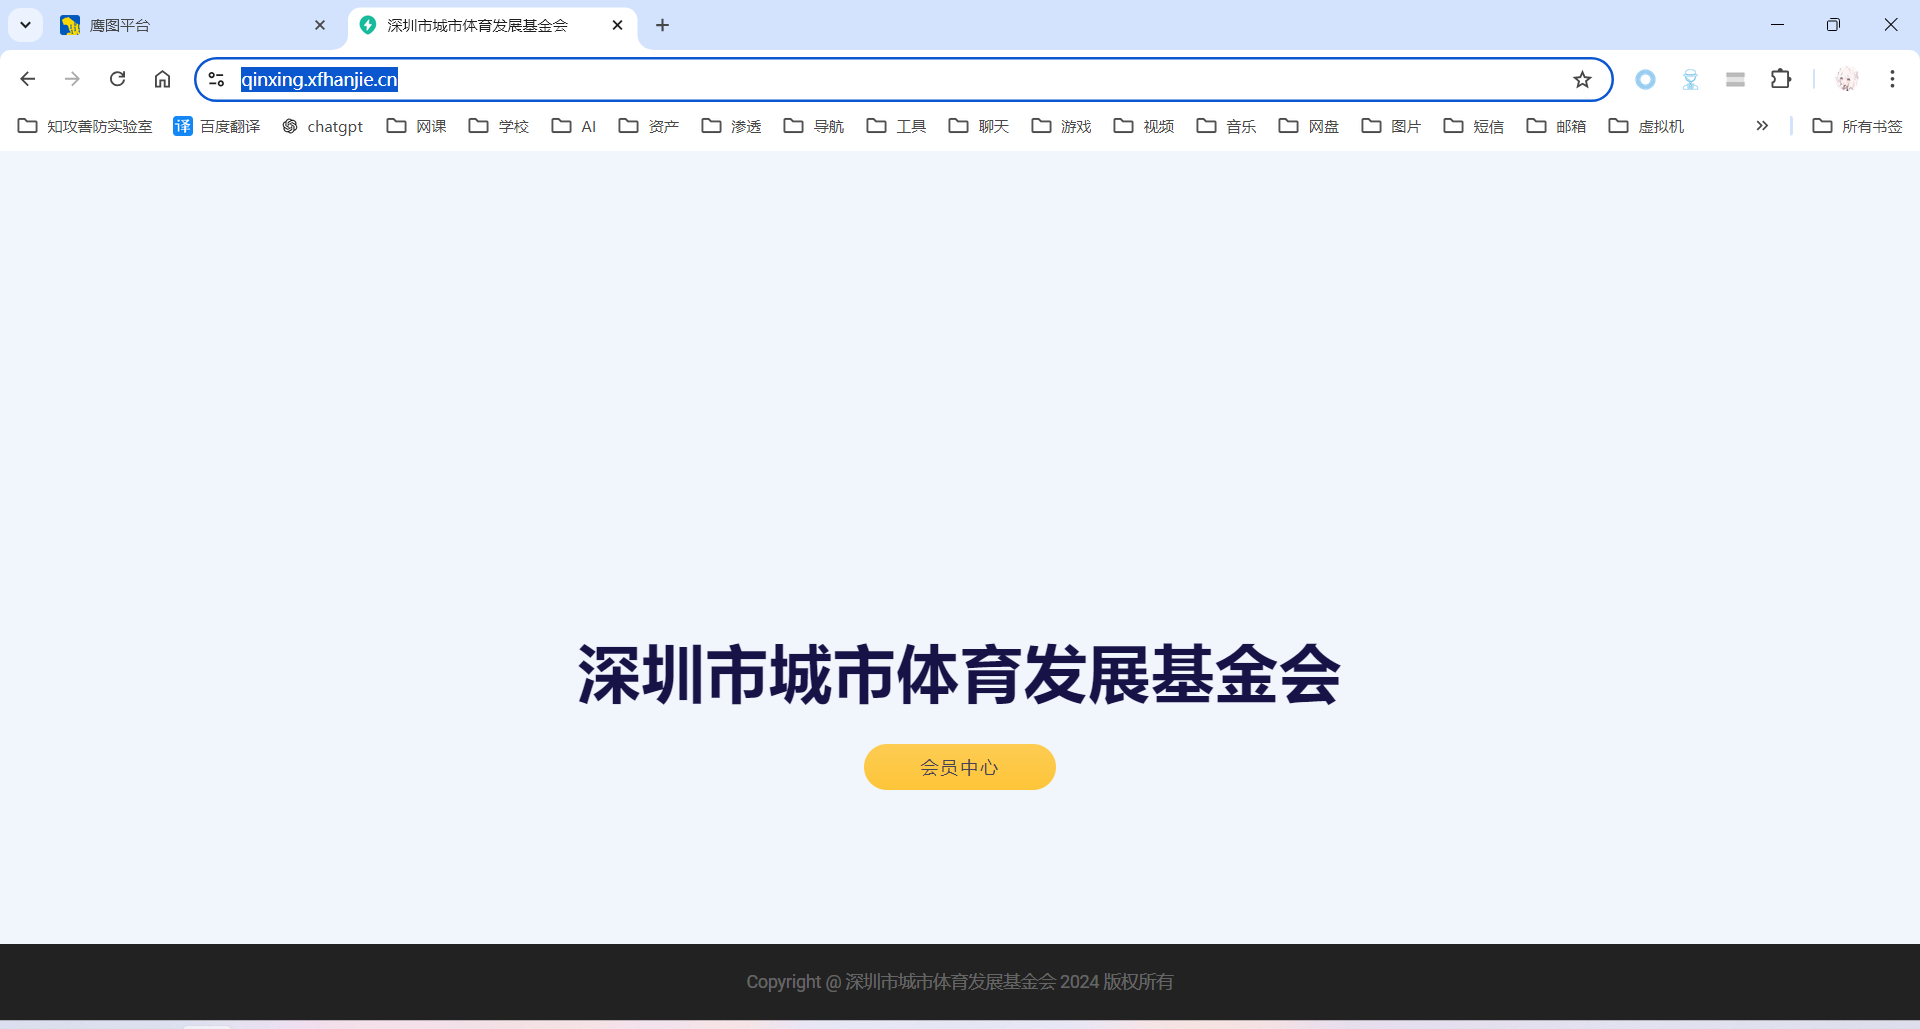 鹰图平台
深圳市城市体育发展基金会
qinxing.xfhanjie.cn
知攻善防实验室 译 百度翻译 chatgpt 网课 学校 AI 资产 渗透 导航 工具 聊天 游戏 视频 音乐 网盘 图片 短信 邮箱 虚拟机 » 所有书签
深圳市城市体育发展基金会
会员中心
Copyright @ 深圳市城市体育发展基金会 2024 版权所有